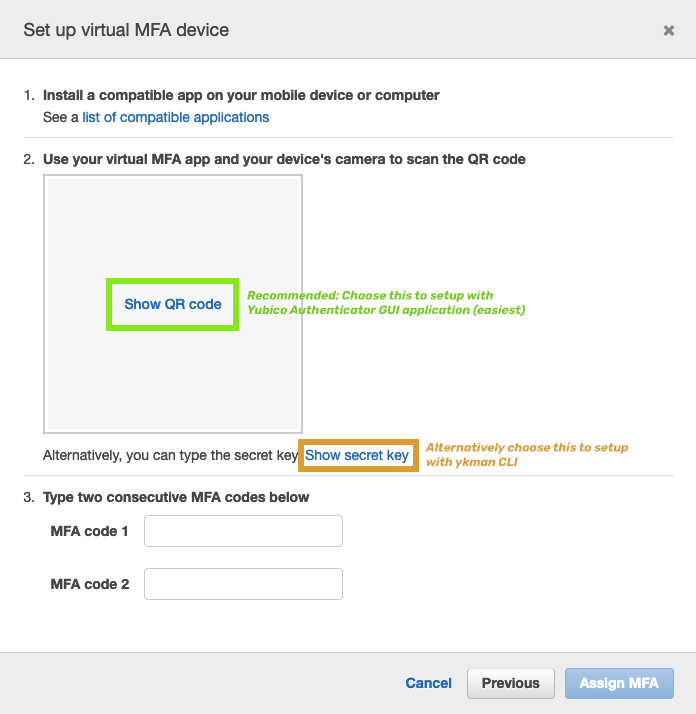 Set up virtual MFA device
1. Install a compatible app on your mobile device or computer
See a list of compatible applications
2. Use your virtual MFA app and your device's camera to scan the QR code
Show QR code
Recommended: Choose this to setup with
Yubico Authenticator GUI application (easiest)
Alternatively, you can type the secret key Show secret key
Alternatively choose this to setup
with ykman CLI
3. Type two consecutive MFA codes below
MFA code 1
MFA code 2
Cancel Previous Assign MFA